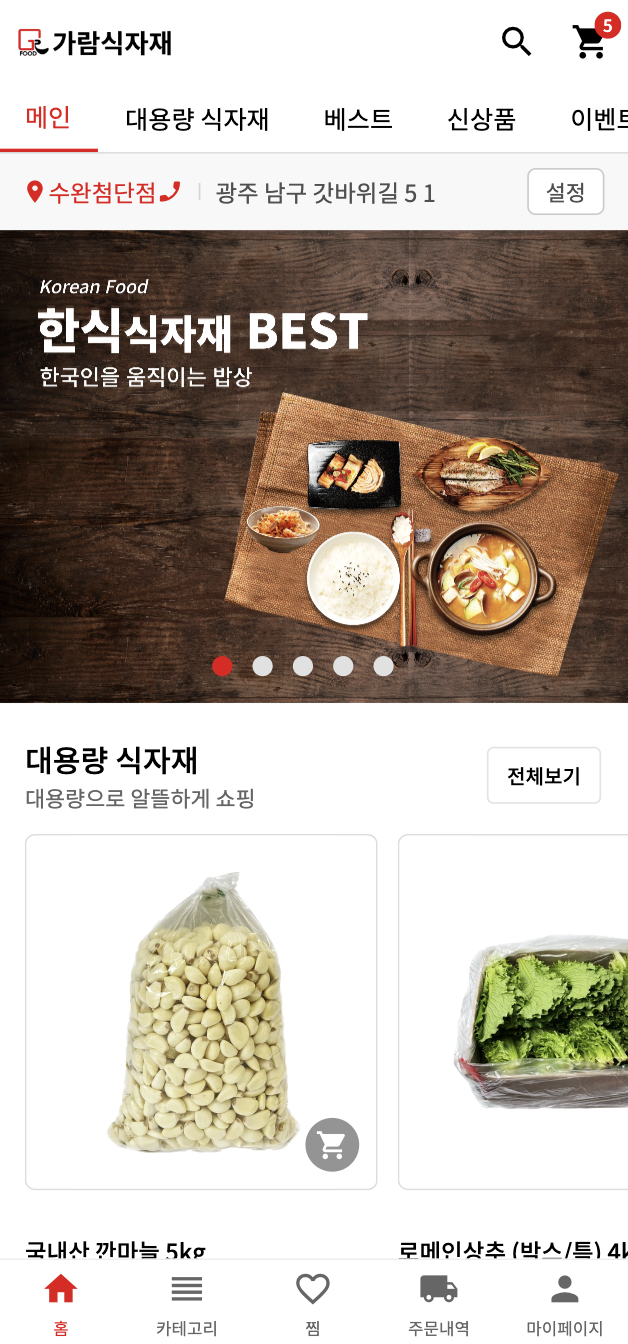 FOOD
가람식자재
5
메인 대용량 식자재 베스트 신상품 이벤트
수완첨단점 광주 남구 갓바위길 5 1 설정
Korean Food
한식식자재 BEST
한국인을 움직이는 밥상
대용량 식자재
전체보기
대용량으로 알뜰하게 쇼핑
국내산 깐마늘 5kg 로메인상추 (박스/특) 4k
홈 카테고리 찜 주문내역 마이페이지